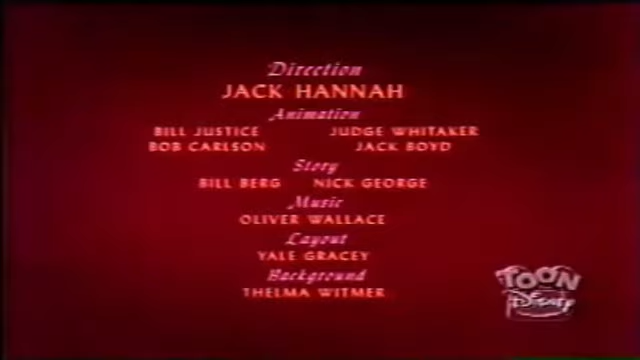 Direction
JACK HANNAH
Animation
BILL JUSTICE JUDGE WHITAKER
BOB CARLSON JACK BOYD
Story
BILL BERG NICK GEORGE
Music
OLIVER WALLACE
Layout
YALE GRACEY
Background
THELMA WITMER
TOON
Disney